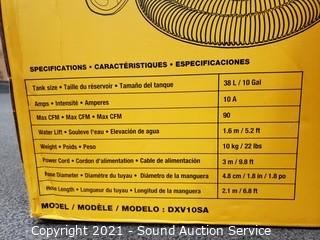 SPECIFICATIONS • CARACTÉRISTIQUES • ESPECIFICACIONES
Tank size • Taille du réservoir • Tamaño del tanque 38 L / 10 Gal
Amps • Intensité • Amperes 10 A
Max CFM • Max CFM • Max CFM 90
Water Lift • Souleve l'eau • Elevación de agua 1.6 m / 5.2 ft
Weight • Poids • Peso 10 kg / 22 lbs
Power Cord • Cordon d'alimentation • Cable de alimentación 3 m / 9.8 ft
Hose Diameter • Diamètre du tuyau • Diámetro de la manguera 4.8 cm / 1.8 in / 1.8 po
Hose Length • Longueur du tuyau • Longitud de la manguera 2.1 m / 6.8 ft
MODEL / MODÈLE / MODELO : DXV10SA
Copyright 2021 - Sound Auction Service